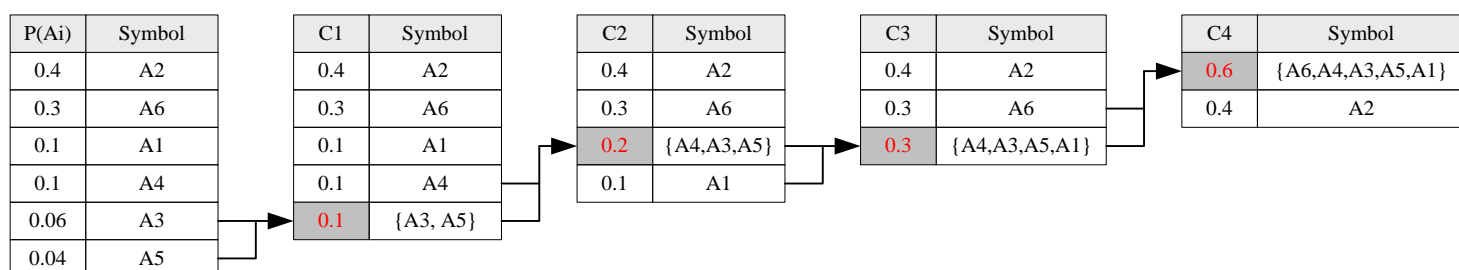 P(Ai) Symbol C1 Symbol C2 Symbol C3 Symbol C4 Symbol
0.4 A2 0.4 A2 0.4 A2 0.4 A2 0.6 {A6,A4,A3,A5,A1}
0.3 A6 0.3 A6 0.3 A6 0.3 A6 0.4 A2
0.1 A1 0.1 A1 0.2 {A4,A3,A5} 0.3 {A4,A3,A5,A1}
0.1 A4 0.1 A4 0.1 A1
0.06 A3 0.1 {A3, A5}
0.04 A5